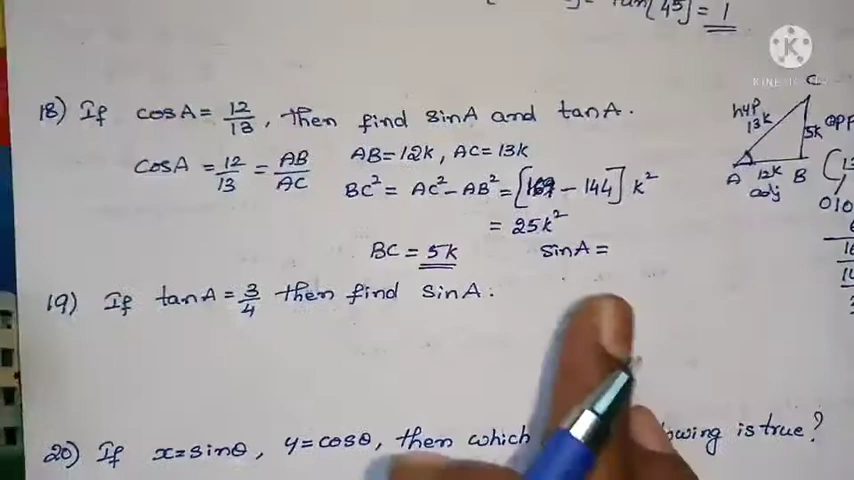 = tan[45] = 1
KINE MASTER
18) If cosA = 12/13, then find sinA and tanA.
cosA = 12/13 = AB/AC AB=12k, AC=13k
BC² = AC² - AB² = [169 - 144] k²
= 25k²
BC = 5k sinA =
C
hyp
13k
5k
opp
A 12k B
adj
19) If tanA = 3/4 then find sinA.
20) If x=sinθ, y=cosθ, then which is true?